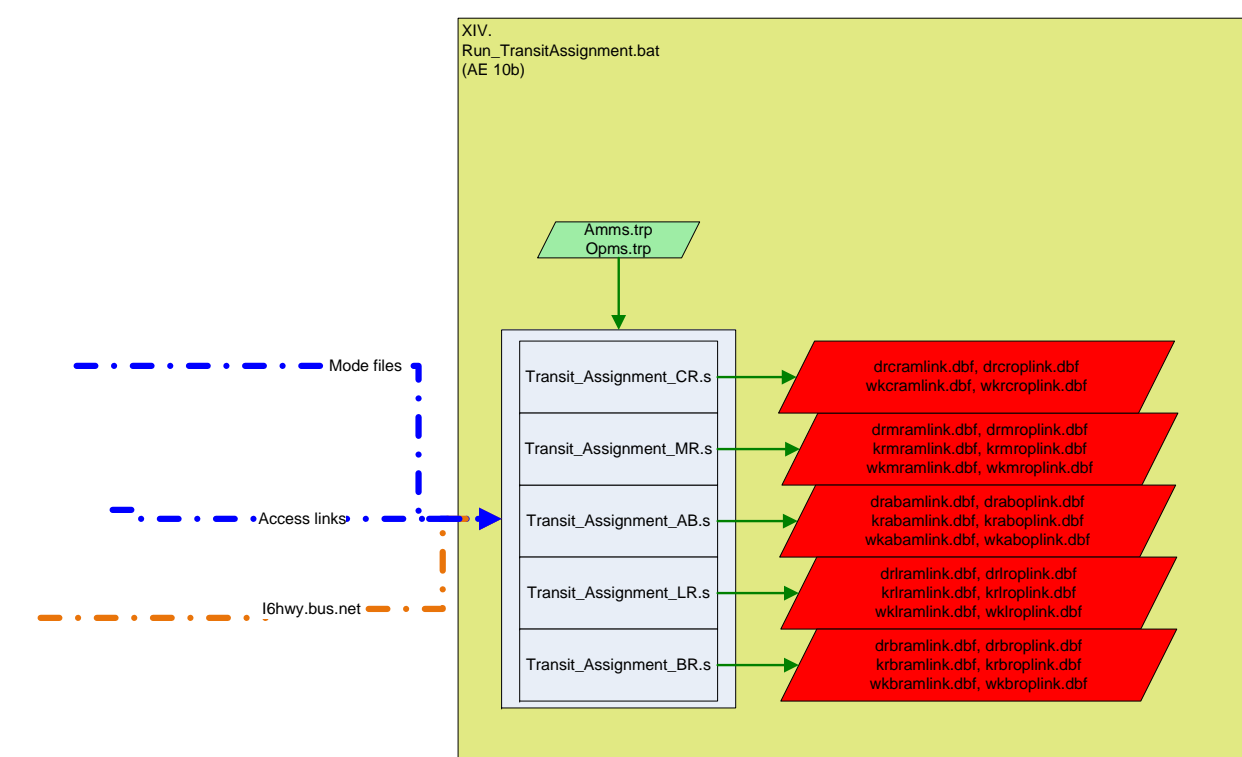 XIV.
Run_TransitAssignment.bat
(AE 10b)
Amms.trp
Opms.trp
Mode files
Access links
I6hwy.bus.net
Transit_Assignment_CR.s
drcramlink.dbf, drcroplink.dbf
wkcramlink.dbf, wkrcroplink.dbf
Transit_Assignment_MR.s
drmramlink.dbf, drmroplink.dbf
krmramlink.dbf, krmroplink.dbf
wkmramlink.dbf, wkmroplink.dbf
Transit_Assignment_AB.s
drabamlink.dbf, draboplink.dbf
krabamlink.dbf, kraboplink.dbf
wkabamlink.dbf, wkaboplink.dbf
Transit_Assignment_LR.s
drlramlink.dbf, drlroplink.dbf
krlramlink.dbf, krlroplink.dbf
wklramlink.dbf, wklroplink.dbf
Transit_Assignment_BR.s
drbramlink.dbf, drbroplink.dbf
krbramlink.dbf, krbroplink.dbf
wkbramlink.dbf, wkbroplink.dbf